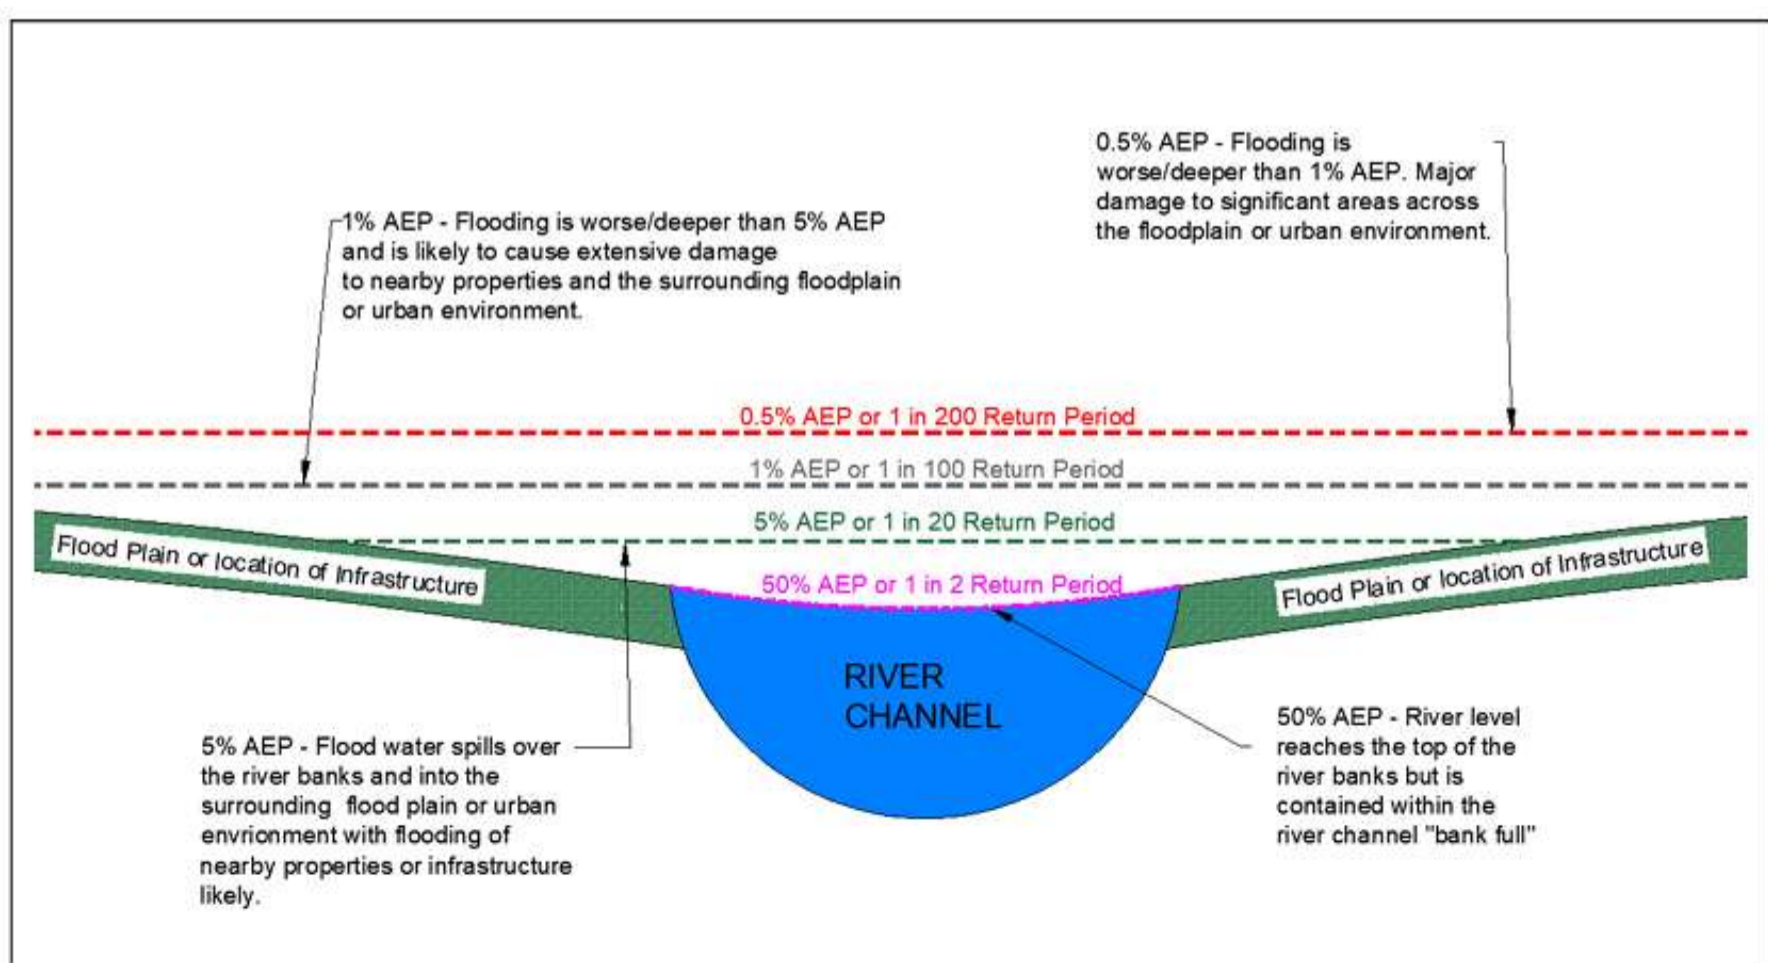 0.5% AEP - Flooding is
worse/deeper than 1% AEP. Major
damage to significant areas across
the floodplain or urban environment.
1% AEP - Flooding is worse/deeper than 5% AEP
and is likely to cause extensive damage
to nearby properties and the surrounding floodplain
or urban environment.
0.5% AEP or 1 in 200 Return Period
1% AEP or 1 in 100 Return Period
5% AEP or 1 in 20 Return Period
Flood Plain or location of Infrastructure
50% AEP or 1 in 2 Return Period
Flood Plain or location of Infrastructure
RIVER
CHANNEL
5% AEP - Flood water spills over
the river banks and into the
surrounding flood plain or urban
envrionment with flooding of
nearby properties or infrastructure
likely.
50% AEP - River level
reaches the top of the
river banks but is
contained within the
river channel "bank full"